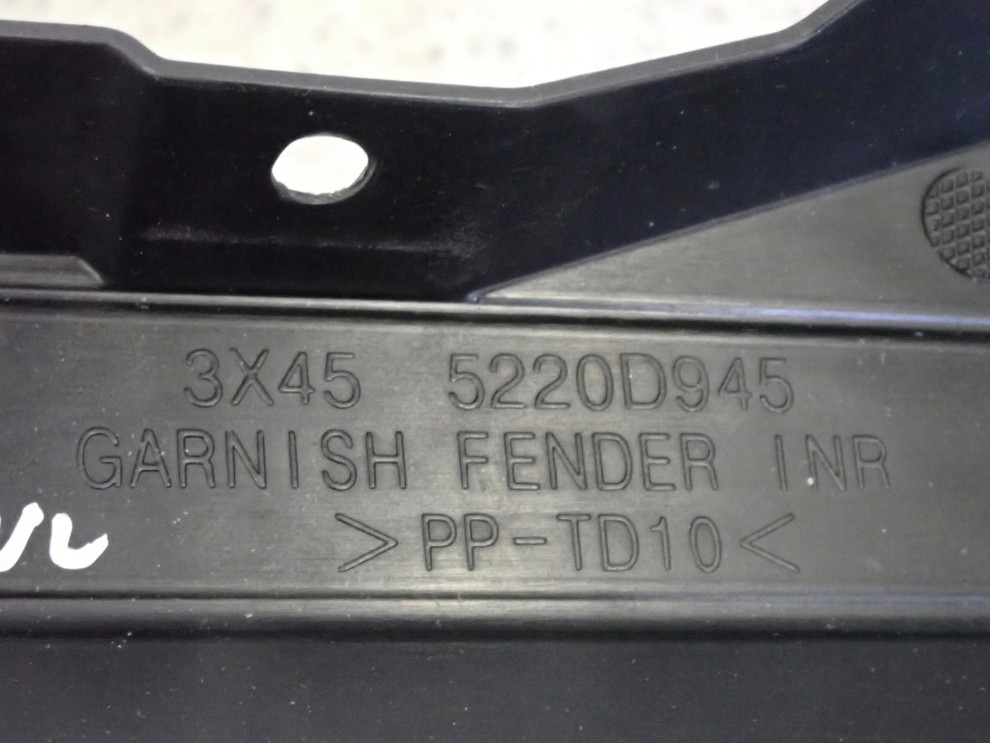 3X45 5220D945
GARNISH FENDER INR
>PP-TD10<